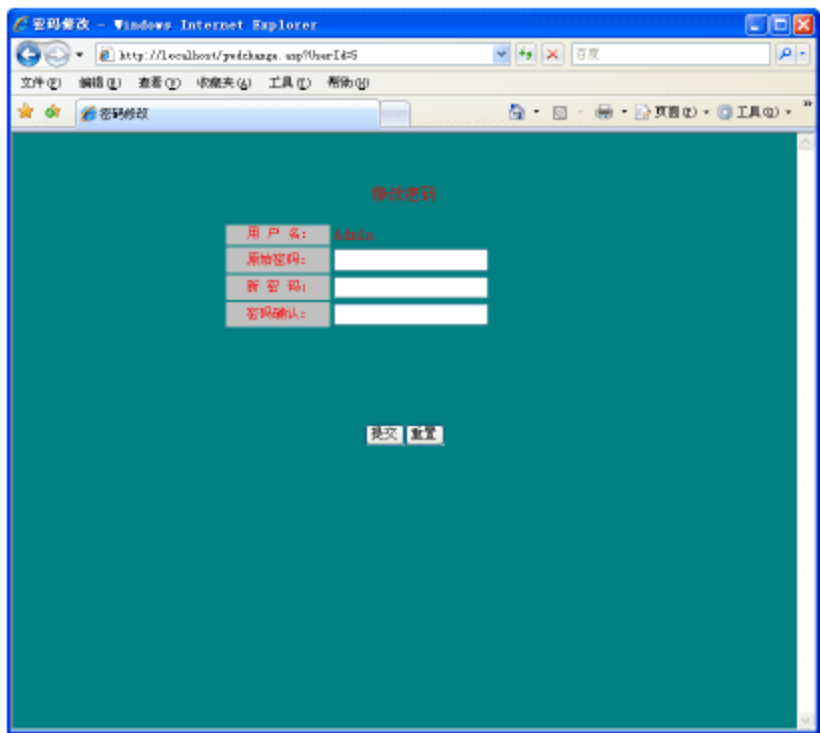 密码修改 - Windows Internet Explorer
http://localhost/pwdchange.asp?UserId=5
百度
文件(F) 编辑(E) 查看(V) 收藏夹(A) 工具(T) 帮助(H)
密码修改
页面(P) 工具(O)
修改密码
用 户 名: Admin
原始密码:
新 密 码:
密码确认:
提交 重置